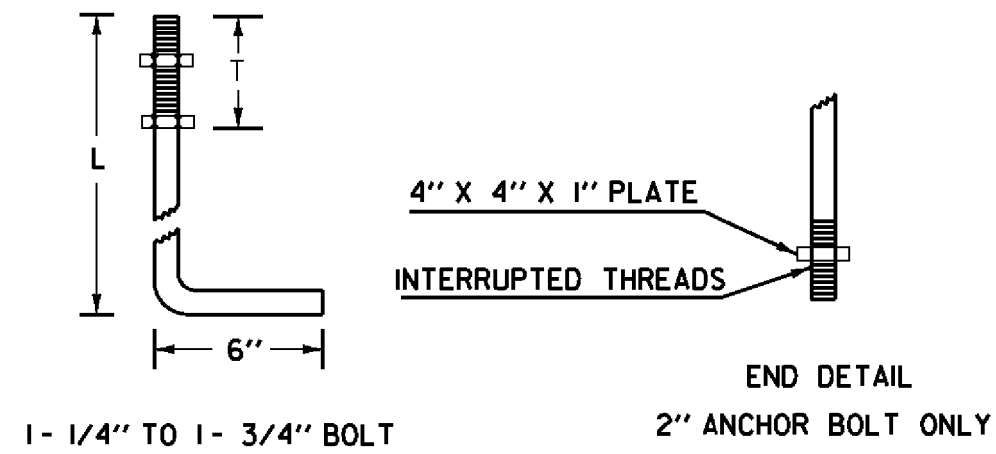 L
T
6"
1- 1/4" TO 1- 3/4" BOLT
4" X 4" X 1" PLATE
INTERRUPTED THREADS
END DETAIL
2" ANCHOR BOLT ONLY